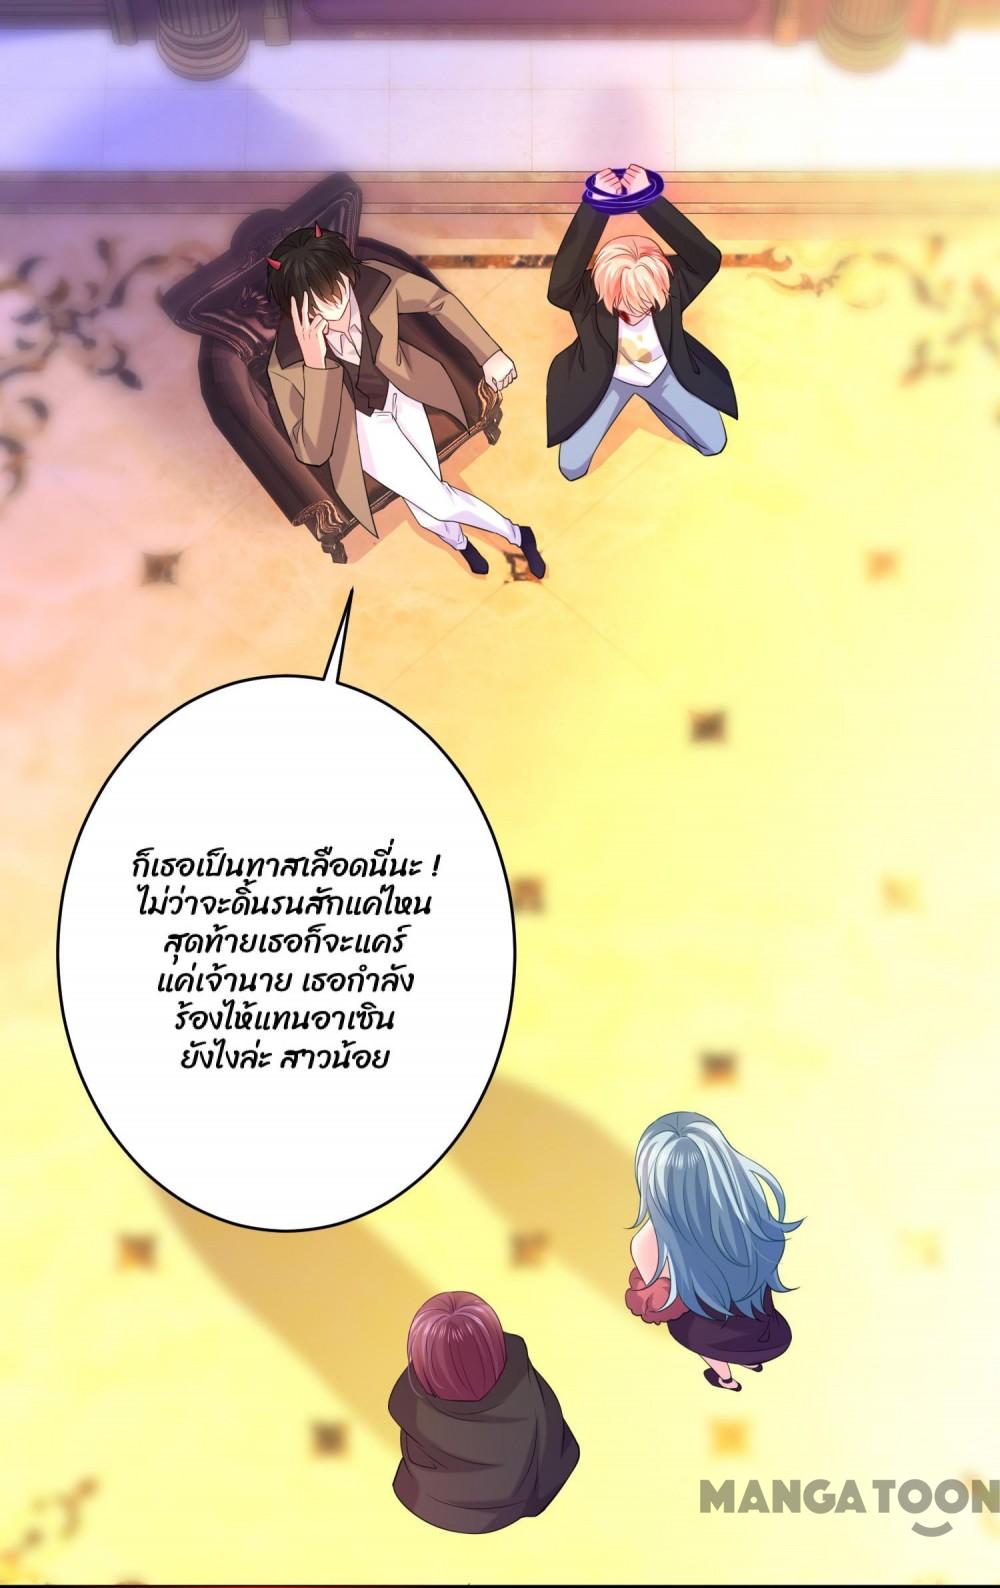 ก็เธอเป็นทาสเลือดนี่นะ !
ไม่ว่าจะดิ้นรนสักแค่ไหน
สุดท้ายเธอก็จะแคร์
แค่เจ้านาย เธอกำลัง
ร้องไห้แทนอาเซิน
ยังไงล่ะ สาวน้อย
MANGATOON